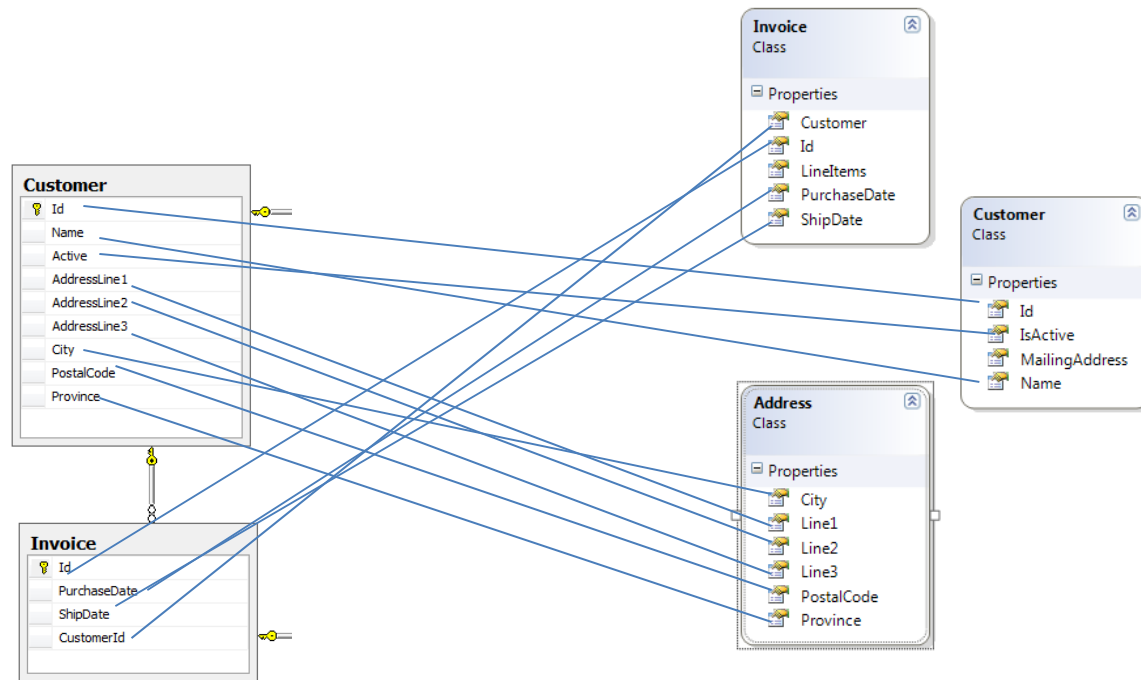 Customer
Id
Name
Active
AddressLine1
AddressLine2
AddressLine3
City
PostalCode
Province
Invoice
Id
PurchaseDate
ShipDate
CustomerId
Invoice
Class
Properties
Customer
Id
LineItems
PurchaseDate
ShipDate
Customer
Class
Properties
Id
IsActive
MailingAddress
Name
Address
Class
Properties
City
Line1
Line2
Line3
PostalCode
Province